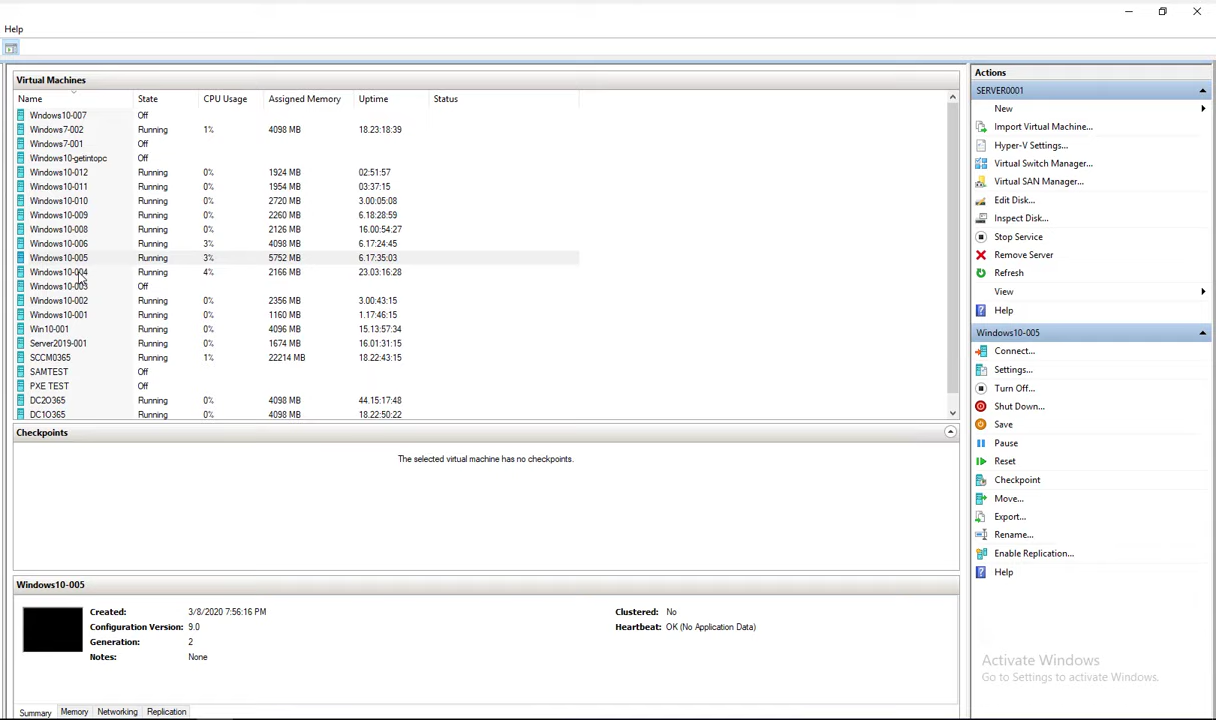 Help
Virtual Machines
Name State CPU Usage Assigned Memory Uptime Status
Windows10-007 Off
Windows7-002 Running 1% 4098 MB 18.23:18:39
Windows7-001 Off
Windows10-getintopc Off
Windows10-012 Running 0% 1924 MB 02:51:57
Windows10-011 Running 0% 1954 MB 03:37:15
Windows10-010 Running 0% 2720 MB 3.00:05:08
Windows10-009 Running 0% 2260 MB 6.18:28:59
Windows10-008 Running 0% 2126 MB 16.00:54:27
Windows10-006 Running 3% 4098 MB 6.17:24:45
Windows10-005 Running 3% 5752 MB 6.17:35:03
Windows10-004 Running 4% 2166 MB 23.03:16:28
Windows10-003 Off
Windows10-002 Running 0% 2356 MB 3.00:43:15
Windows10-001 Running 0% 1160 MB 1.17:46:15
Win10-001 Running 0% 4096 MB 15.13:57:34
Server2019-001 Running 0% 1674 MB 16.01:31:15
SCCM0365 Running 1% 22214 MB 18.22:43:15
SAMTEST Off
PXE TEST Off
DC2O365 Running 0% 4098 MB 44.15:17:48
DC1O365 Running 0% 4098 MB 18.22:50:22
Checkpoints
The selected virtual machine has no checkpoints.
Windows10-005
Created: 3/8/2020 7:56:16 PM Clustered: No
Configuration Version: 9.0 Heartbeat: OK (No Application Data)
Generation: 2
Notes: None
Summary Memory Networking Replication
Actions
SERVER0001
New
Import Virtual Machine...
Hyper-V Settings...
Virtual Switch Manager...
Virtual SAN Manager...
Edit Disk...
Inspect Disk...
Stop Service
Remove Server
Refresh
View
Help
Windows10-005
Connect...
Settings...
Turn Off...
Shut Down...
Save
Pause
Reset
Checkpoint
Move...
Export...
Rename...
Enable Replication...
Help
Activate Windows
Go to Settings to activate Windows.